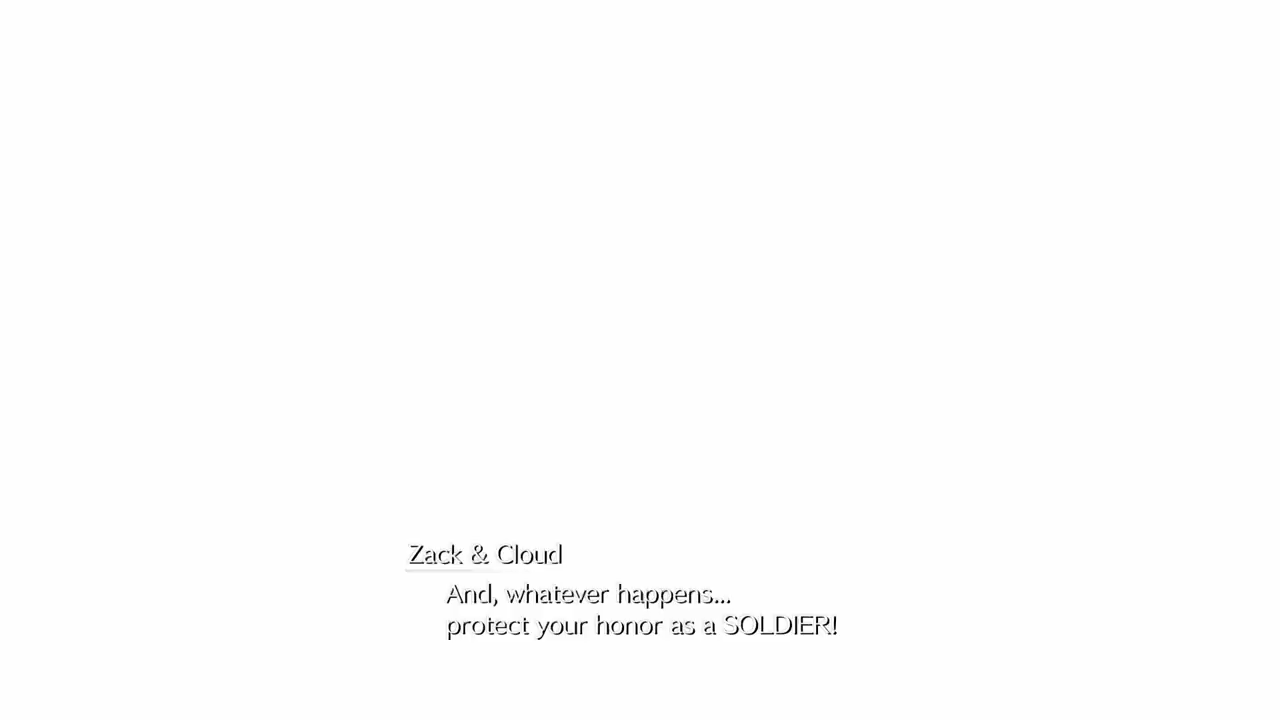 Zack & Cloud
And, whatever happens...
protect your honor as a SOLDIER!